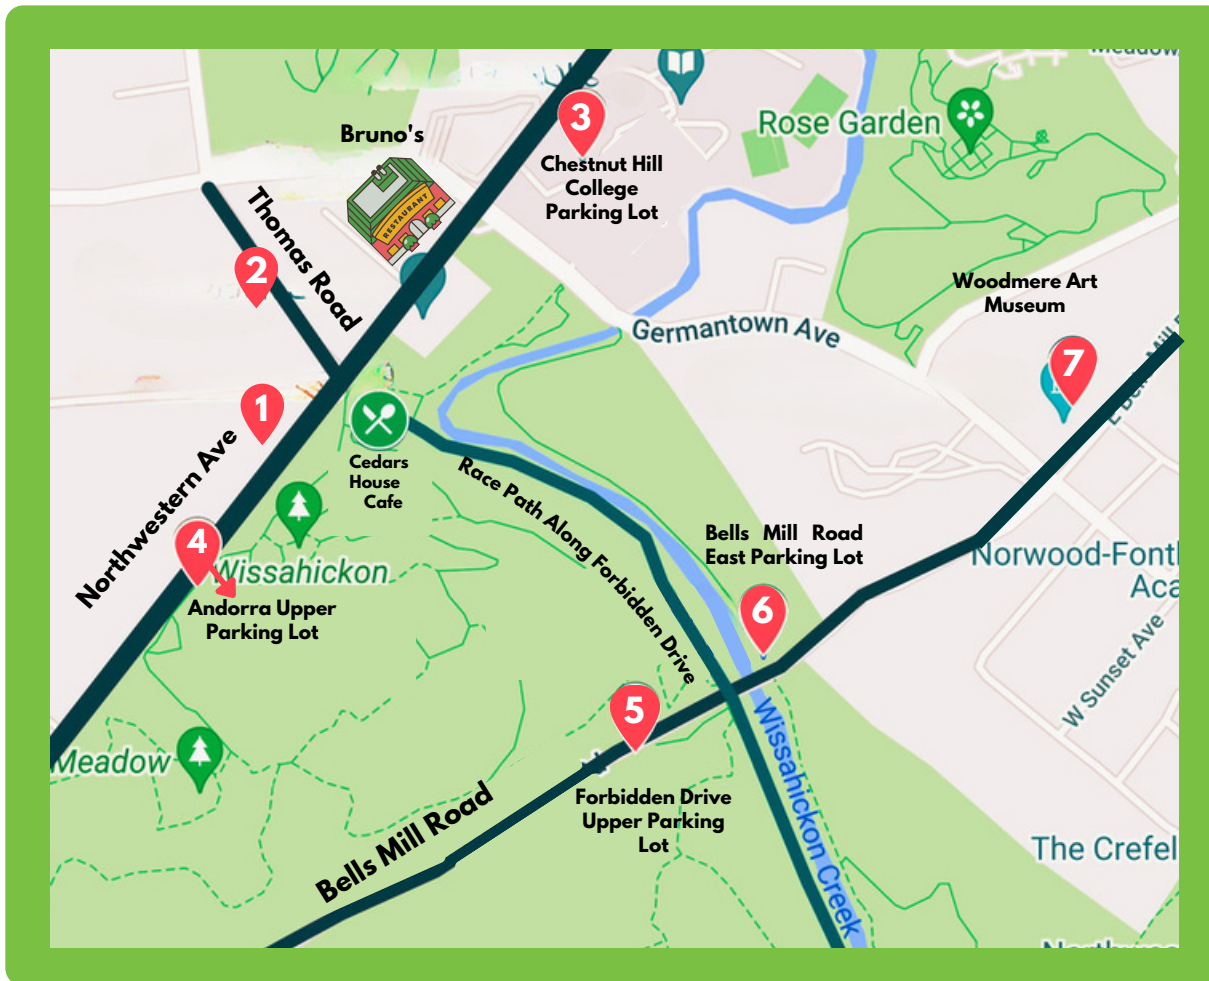 Bruno's
RESTAURANT
3
Chestnut Hill
College
Parking Lot
Rose Garden
Thomas Road
2
Woodmere Art
Museum
Germantown Ave
7
1
Northwestern Ave
Cedars
House
Cafe
Race Path Along Forbidden Drive
4
Wissahickon
Andorra Upper
Parking Lot
Bells Mill Road
East Parking Lot
6
Norwood-Font
Aca
W Sunset Ave
5
Meadow
Forbidden Drive
Upper Parking
Lot
Bells Mill Road
Wissahickon Creek
The Crefel